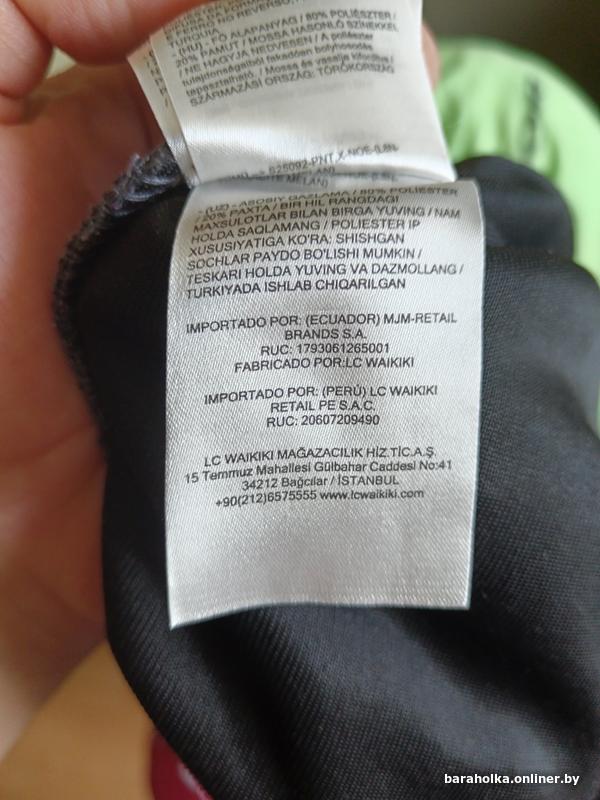 (HU) FŐ ALAPANYAG / 80% POLIÉSZTER /
20% PAMUT / MOSSA HASONLÓ SZÍNEKKEL
/ NE HAGYJA NEDVESEN / A poliészter
tulajdonságaiból fakadóan bolyhosodás
tapasztalható. / Mossa és vasalja kifordítva /
SZÁRMAZÁSI ORSZÁG: TÖRÖKORSZÁG
(UZ) - ASOSIY GAZLAMA / 80% POLIESTER
/ 20% PAXTA / BIR HIL RANGDAGI
MAXSULOTLAR BILAN BIRGA YUVING / NAM
HOLDA SAQLAMANG / POLIESTER IP
XUSUSIYATIGA KO'RA: SHISHGAN
SOCHLAR PAYDO BO'LISHI MUMKIN /
TESKARI HOLDA YUVING VA DAZMOLLANG /
TURKIYADA ISHLAB CHIQARILGAN
IMPORTADO POR: (ECUADOR) MJM-RETAIL
BRANDS S.A.
RUC: 1793061265001
FABRICADO POR:LC WAIKIKI
IMPORTADO POR: (PERÚ) LC WAIKIKI
RETAIL PE S.A.C.
RUC: 20607209490
LC WAIKIKI MAĞAZACILIK HİZ.TİC.A.Ş.
15 Temmuz Mahallesi Gülbahar Caddesi No:41
34212 Bağcılar / İSTANBUL
+90(212)6575555 www.lcwaikiki.com
baraholka.onliner.by